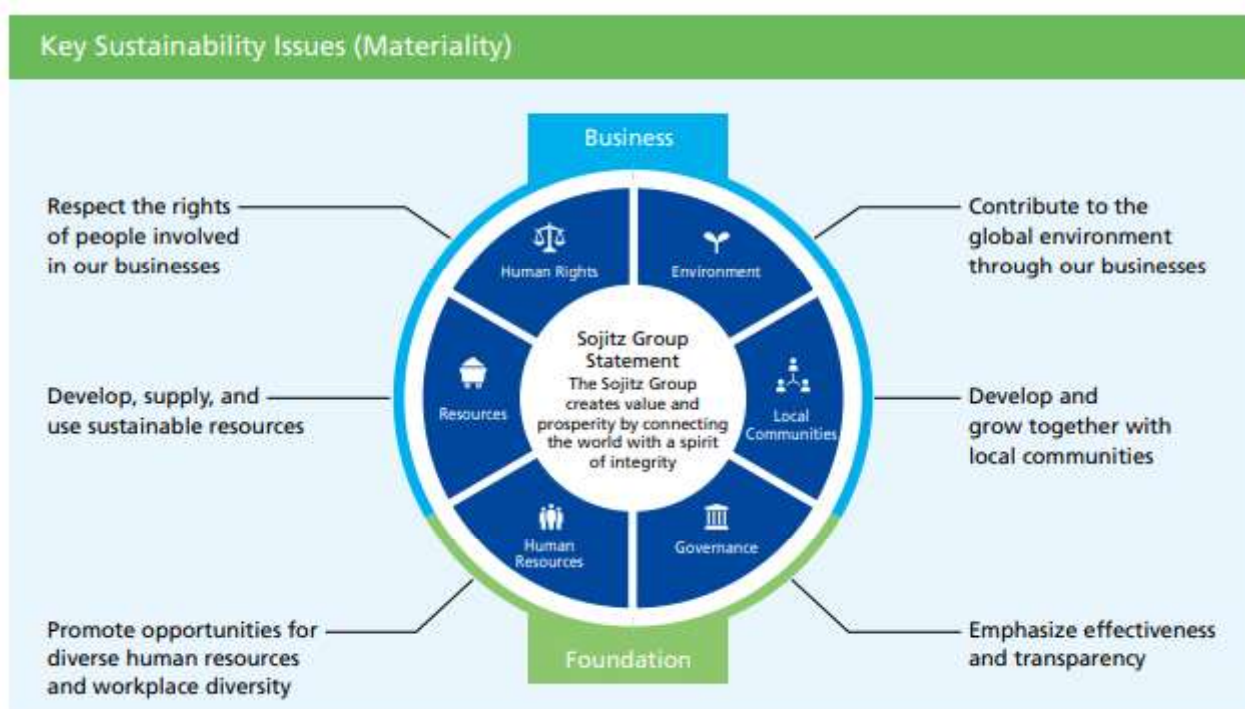 Key Sustainability Issues (Materiality)
Business
Respect the rights
of people involved
in our businesses
Contribute to the
global environment
through our businesses
Human Rights
Environment
Sojitz Group
Statement
The Sojitz Group
creates value and
prosperity by connecting
the world with a spirit
of integrity
Develop, supply, and
use sustainable resources
Resources
Local
Communities
Develop and
grow together with
local communities
Human
Resources
Governance
Promote opportunities for
diverse human resources
and workplace diversity
Foundation
Emphasize effectiveness
and transparency